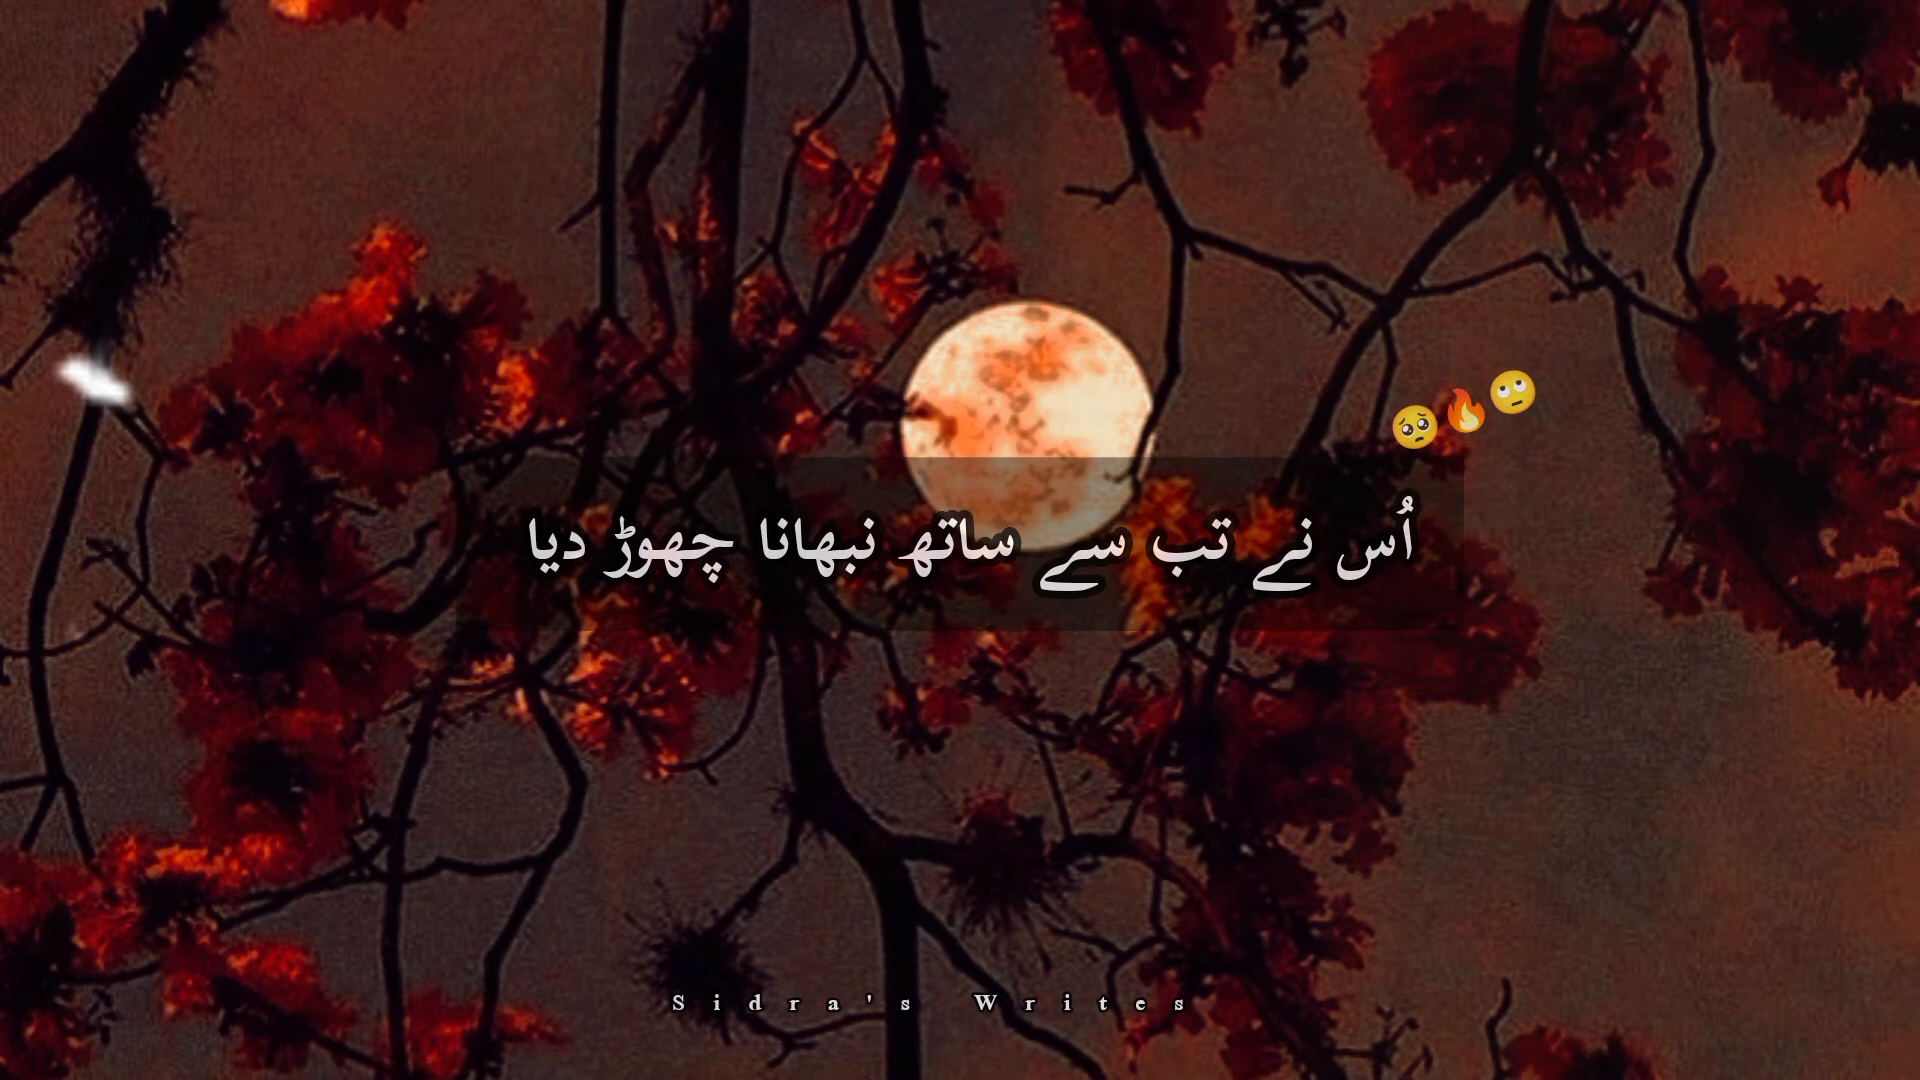 🥺🔥🙄
اُس نے تب سے ساتھ نبھانا چھوڑ دیا
Sidra's Writes